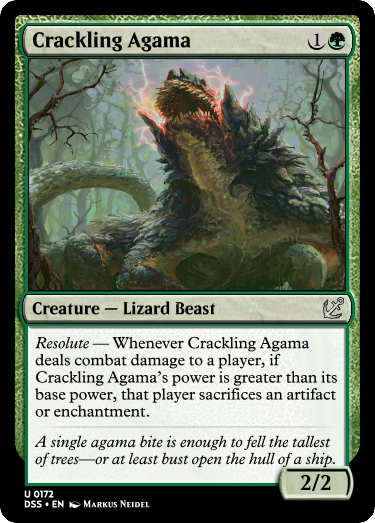 Crackling Agama 1
Creature — Lizard Beast
Resolute — Whenever Crackling Agama
deals combat damage to a player, if
Crackling Agama's power is greater than its
base power, that player sacrifices an artifact
or enchantment.
A single agama bite is enough to fell the tallest
of trees—or at least bust open the hull of a ship.
2/2
U 0172
DSS • EN Markus Neidel